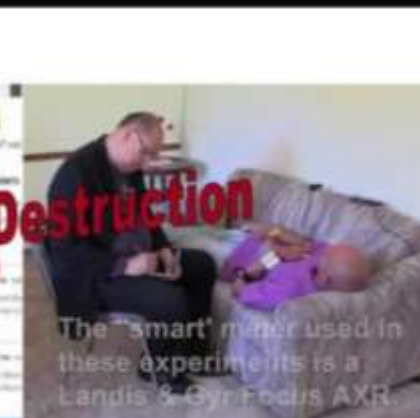 Destruction
The "smart' meter used in
these experiments is a
Landis & Gyr Focus AXR.